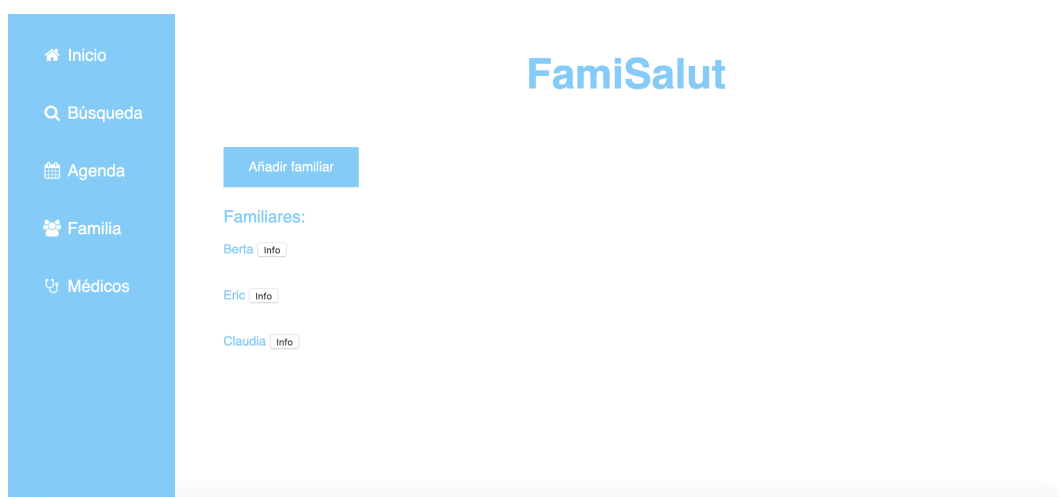 Inicio
Búsqueda
Agenda
Familia
Médicos
FamiSalut
Añadir familiar
Familiares:
Berta Info
Eric Info
Claudia Info